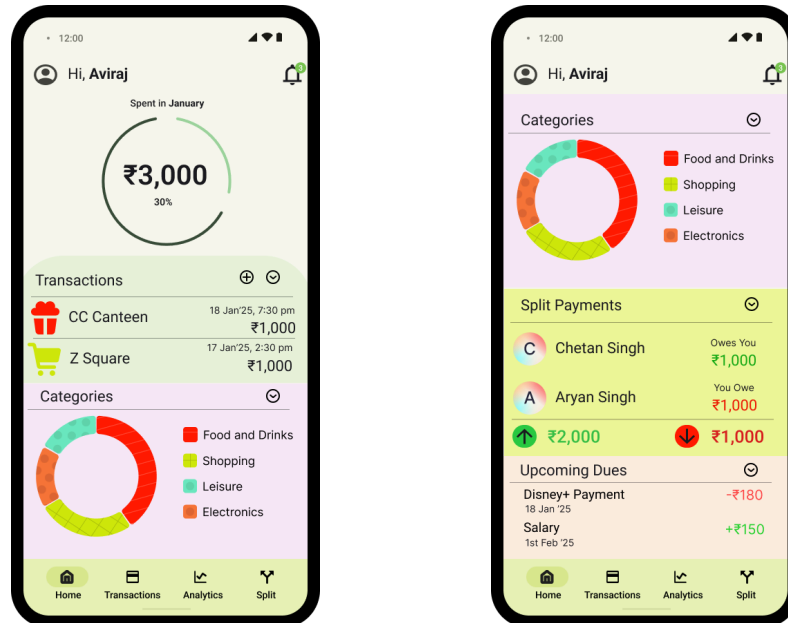 12:00
Hi, Aviraj
3
Spent in January
₹3,000
30%
Transactions
CC Canteen
18 Jan'25, 7:30 pm
₹1,000
Z Square
17 Jan'25, 2:30 pm
₹1,000
Categories
Food and Drinks
Shopping
Leisure
Electronics
Home Transactions Analytics Split
12:00
Hi, Aviraj
3
Categories
Food and Drinks
Shopping
Leisure
Electronics
Split Payments
C Chetan Singh
Owes You
₹1,000
A Aryan Singh
You Owe
₹1,000
₹2,000 ₹1,000
Upcoming Dues
Disney+ Payment -₹180
18 Jan '25
Salary +₹150
1st Feb '25
Home Transactions Analytics Split